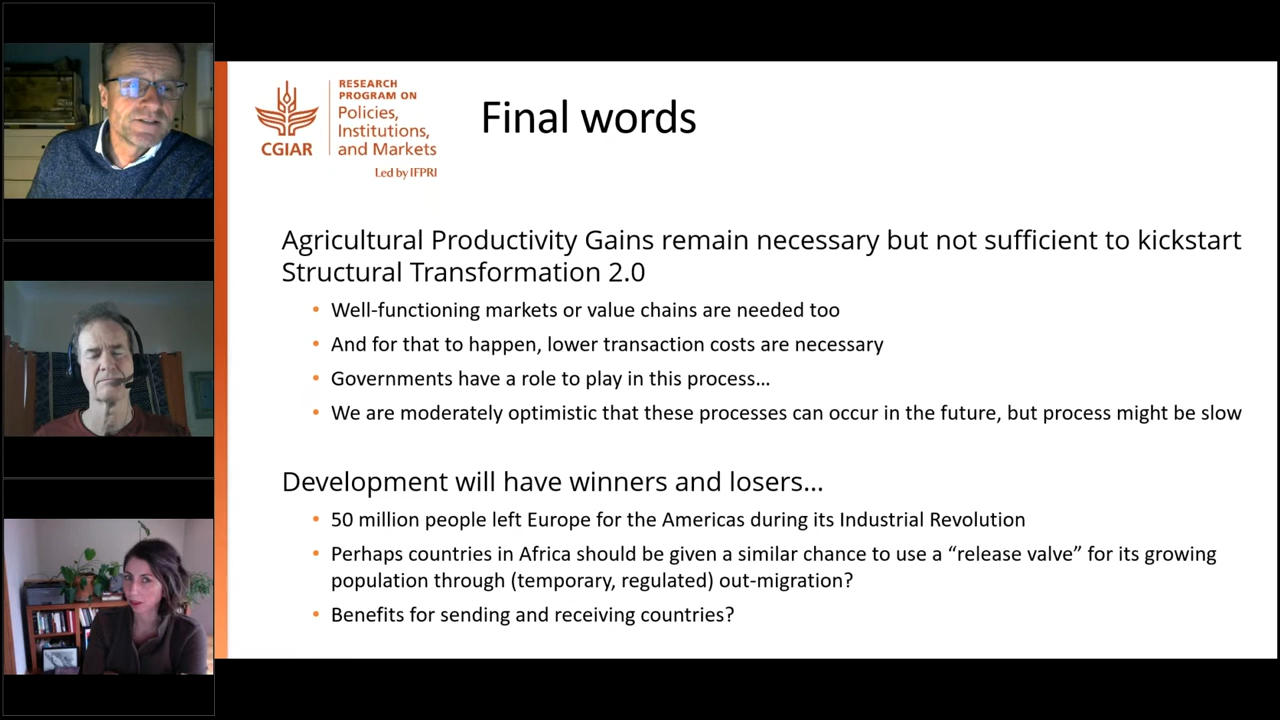 RESEARCH
PROGRAM ON
Policies,
Institutions,
and Markets
CGIAR
Led by IFPRI
Final words
Agricultural Productivity Gains remain necessary but not sufficient to kickstart
Structural Transformation 2.0
• Well-functioning markets or value chains are needed too
• And for that to happen, lower transaction costs are necessary
• Governments have a role to play in this process…
• We are moderately optimistic that these processes can occur in the future, but process might be slow
Development will have winners and losers…
• 50 million people left Europe for the Americas during its Industrial Revolution
• Perhaps countries in Africa should be given a similar chance to use a “release valve” for its growing
population through (temporary, regulated) out-migration?
• Benefits for sending and receiving countries?